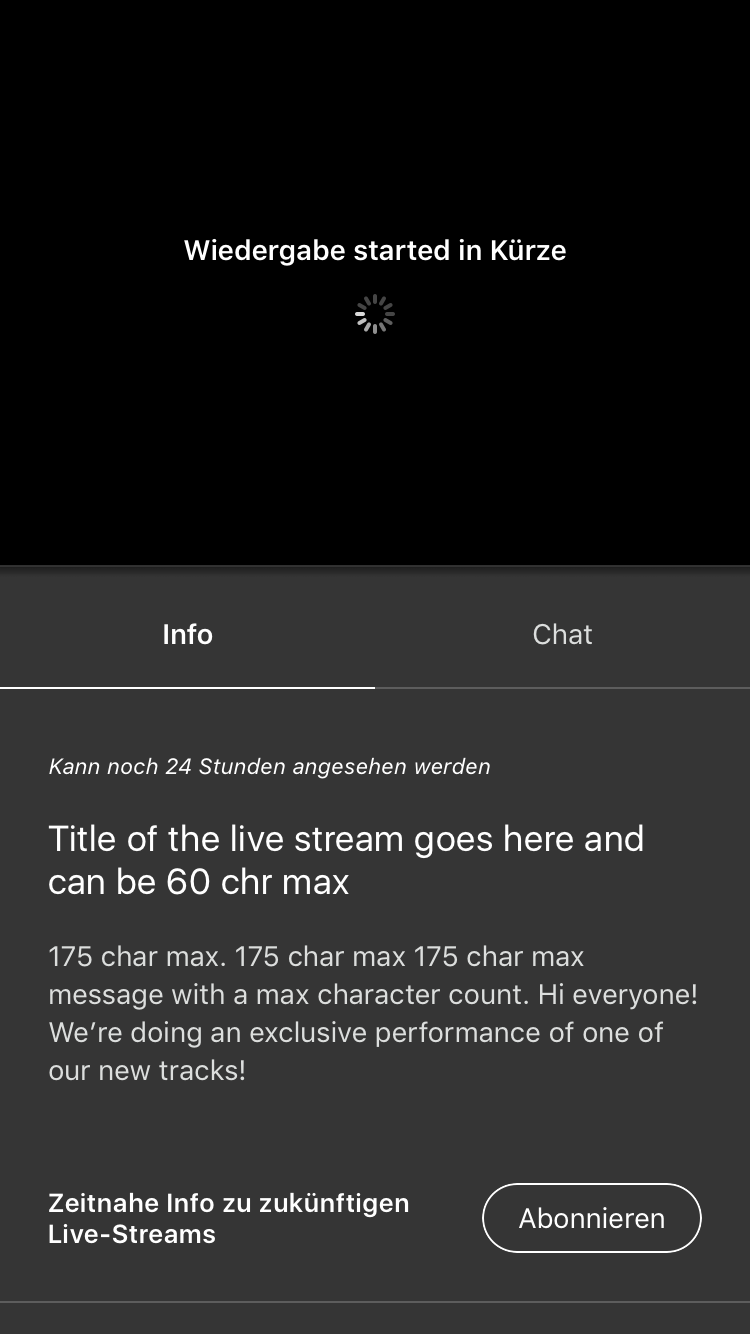 Wiedergabe started in Kürze
Info
Chat
Kann noch 24 Stunden angesehen werden
Title of the live stream goes here and
can be 60 chr max
175 char max. 175 char max 175 char max
message with a max character count. Hi everyone!
We’re doing an exclusive performance of one of
our new tracks!
Zeitnahe Info zu zukünftigen
Live-Streams
Abonnieren